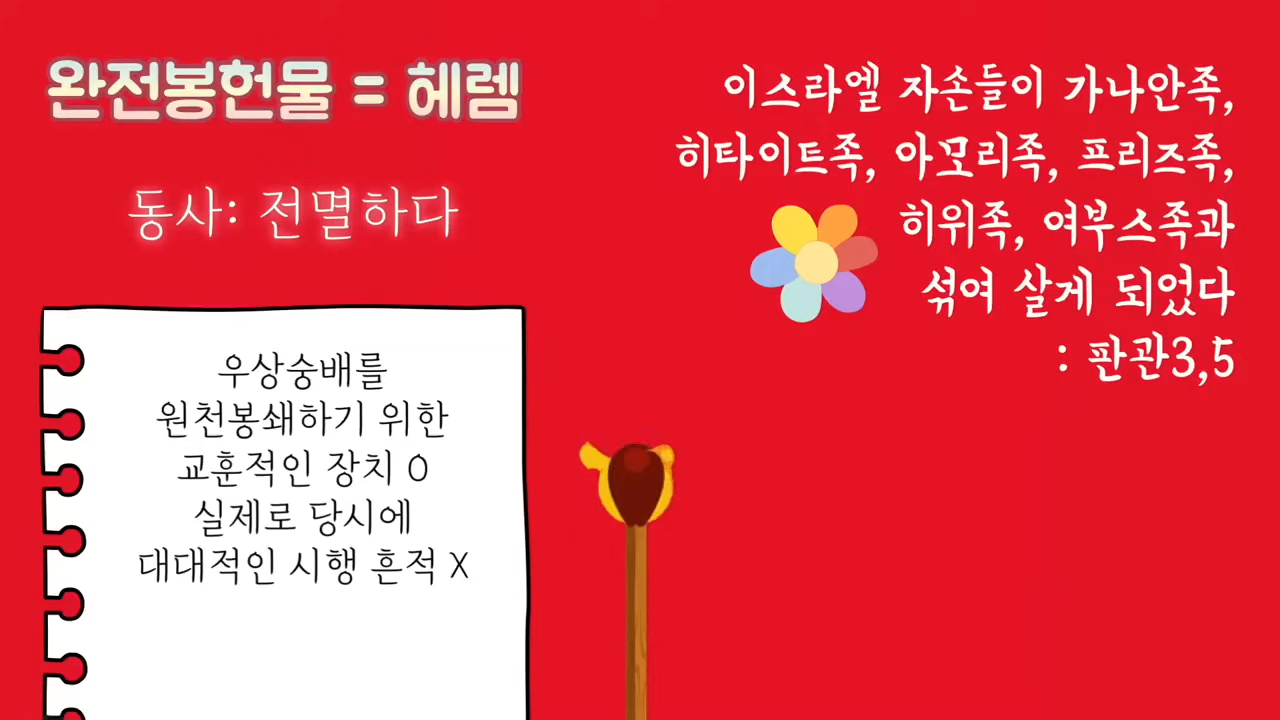 완전봉헌물 = 헤렘
동사: 전멸하다
우상숭배를
원천봉쇄하기 위한
교훈적인 장치 O
실제로 당시에
대대적인 시행 흔적 X
이스라엘 자손들이 가나안족,
히타이트족, 아모리족, 프리즈족,
히위족, 여부스족과
섞여 살게 되었다
: 판관3,5